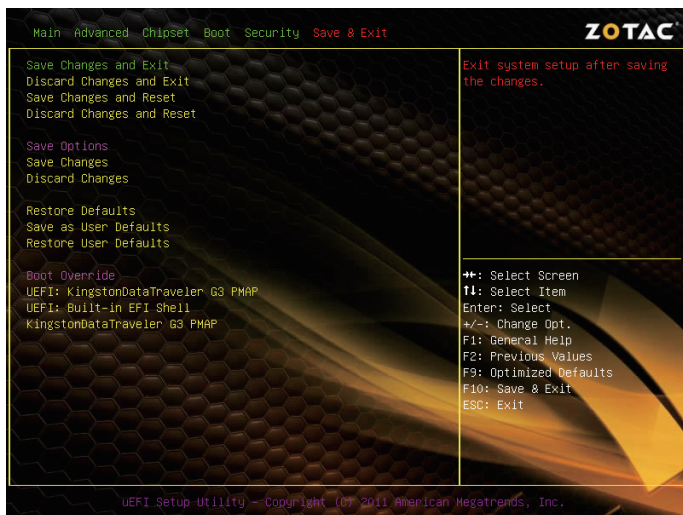 Main Advanced Chipset Boot Security Save & Exit
ZOTAC
Save Changes and Exit
Discard Changes and Exit
Save Changes and Reset
Discard Changes and Reset
Save Options
Save Changes
Discard Changes
Restore Defaults
Save as User Defaults
Restore User Defaults
Boot Override
UEFI: KingstonDataTraveler G3 PMAP
UEFI: Built-in EFI Shell
KingstonDataTraveler G3 PMAP
Exit system setup after saving
the changes.
→←: Select Screen
↑↓: Select Item
Enter: Select
+/-: Change Opt.
F1: General Help
F2: Previous Values
F9: Optimized Defaults
F10: Save & Exit
ESC: Exit
uEFI Setup Utility - Copyright (C) 2011 American Megatrends, Inc.